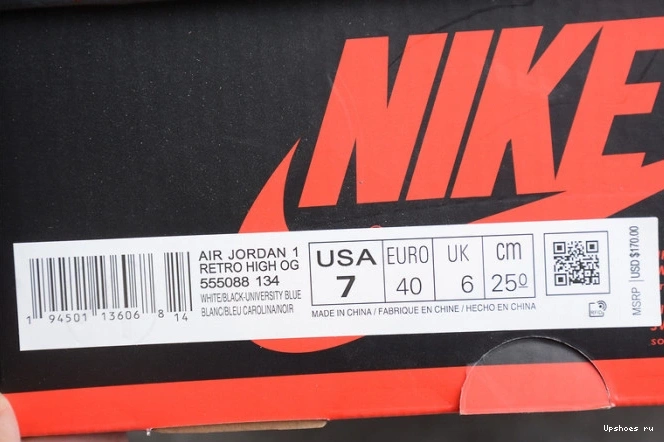 NIKE
AIR JORDAN 1
RETRO HIGH OG
555088 134
WHITE/BLACK-UNIVERSITY BLUE
BLANC/BLEU CAROLINA/NOIR
1 94501 13606 8 14
USA EURO UK cm
7 40 6 25.0
MADE IN CHINA / FABRIQUE EN CHINE / HECHO EN CHINA
MSRP USD $170.00
Upshoes ru